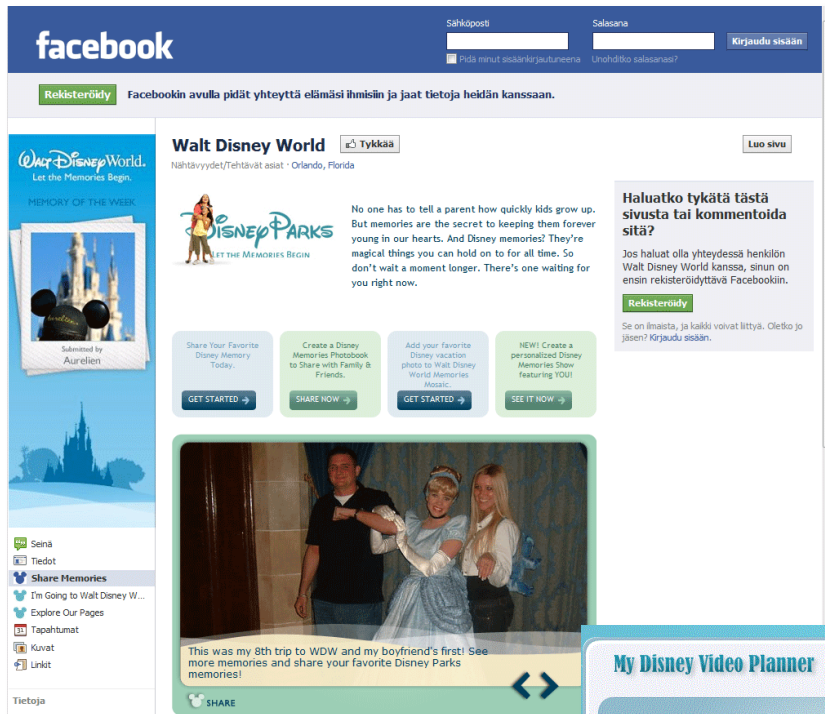 facebook
Sähköposti
Salasana
Kirjaudu sisään
Pidä minut sisäänkirjautuneena
Unohditko salasanasi?
Rekisteröidy
Facebookin avulla pidät yhteyttä elämäsi ihmisiin ja jaat tietoja heidän kanssaan.
WALT DISNEY World.
Let the Memories Begin.
MEMORY OF THE WEEK
aurelien
Submitted by
Aurelien
Seinä
Tiedot
Share Memories
I'm Going to Walt Disney W...
Explore Our Pages
31 Tapahtumat
Kuvat
Linkit
Tietoja
Walt Disney World
Tykkää
Luo sivu
Nähtävyydet/Tehtävät asiat · Orlando, Florida
DISNEY PARKS
LET THE MEMORIES BEGIN
No one has to tell a parent how quickly kids grow up.
But memories are the secret to keeping them forever
young in our hearts. And Disney memories? They're
magical things you can hold on to for all time. So
don't wait a moment longer. There's one waiting for
you right now.
Share Your Favorite
Disney Memory
Today.
GET STARTED
Create a Disney
Memories Photobook
to Share with Family &
Friends.
SHARE NOW
Add your favorite
Disney vacation
photo to Walt Disney
World Memories
Mosaic.
GET STARTED
NEW! Create a
personalized Disney
Memories Show
featuring YOU!
SEE IT NOW
This was my 8th trip to WDW and my boyfriend's first! See
more memories and share your favorite Disney Parks
memories!
SHARE
Haluatko tykätä tästä
sivusta tai kommentoida
sitä?
Jos haluat olla yhteydessä henkilön
Walt Disney World kanssa, sinun on
ensin rekisteröidyttävä Facebookiin.
Rekisteröidy
Se on ilmaista, ja kaikki voivat liittyä. Oletko jo
jäsen? Kirjaudu sisään.
My Disney Video Planner